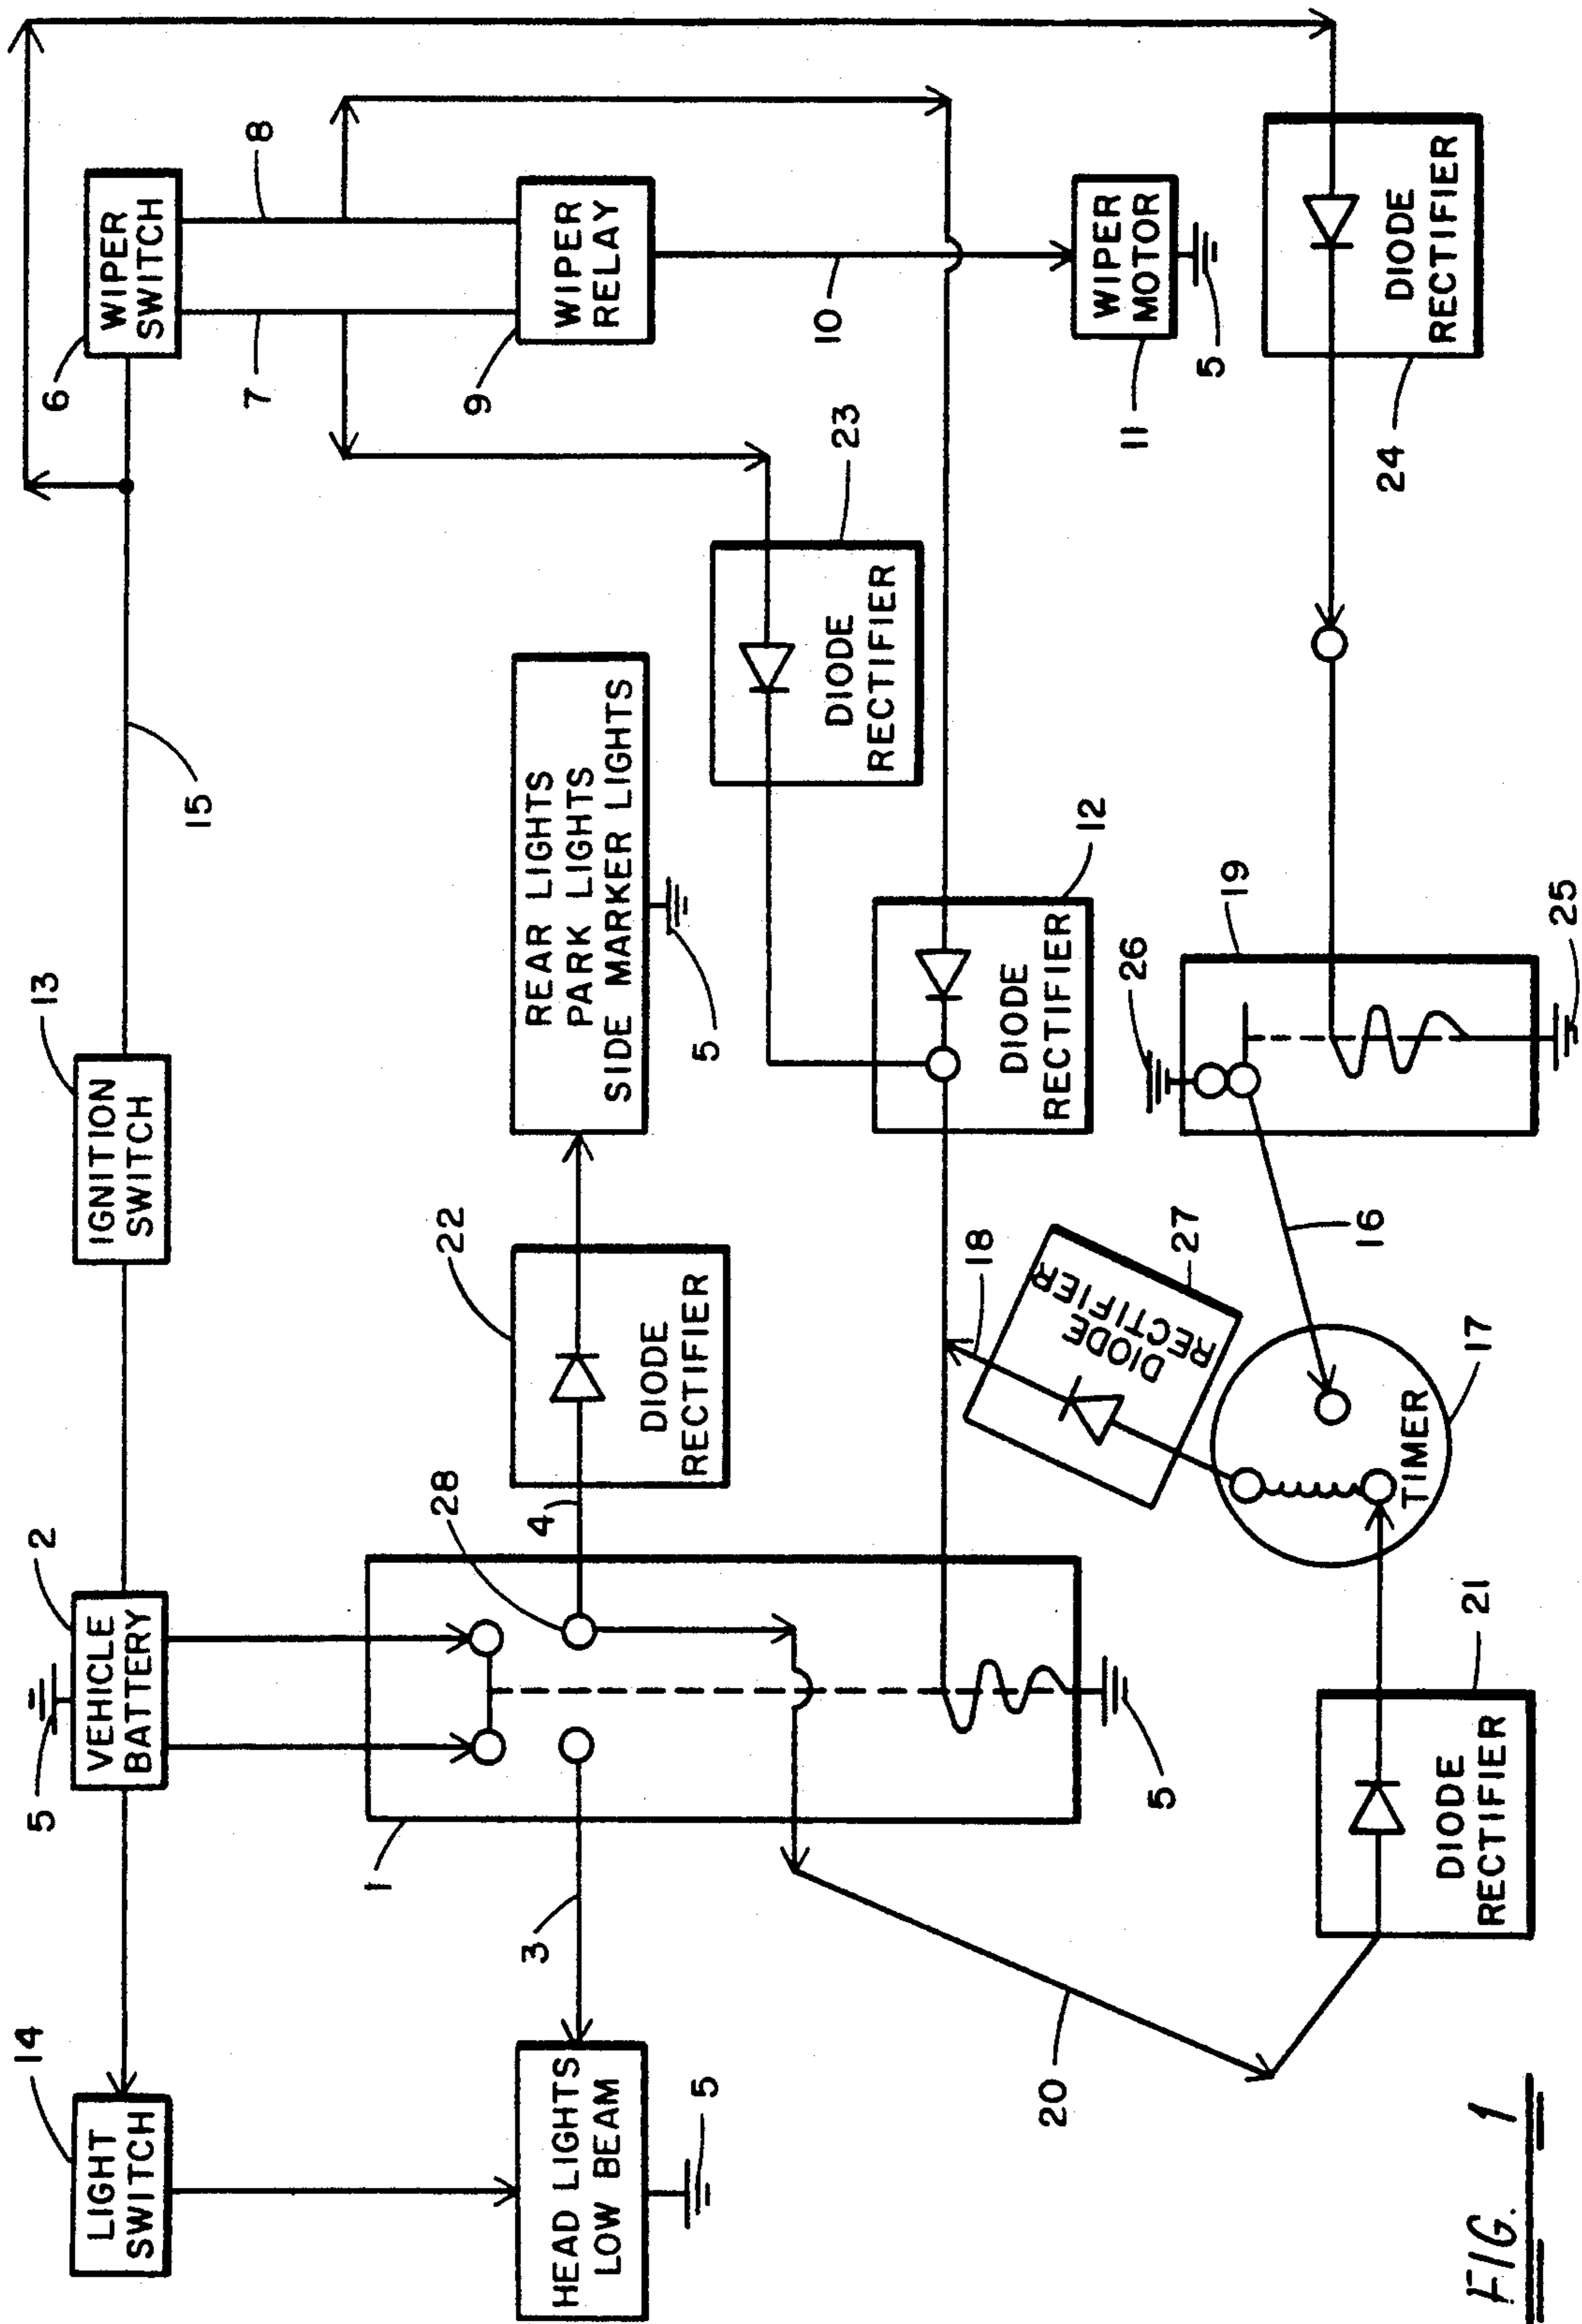 14
LIGHT
SWITCH
5
2
VEHICLE
BATTERY
13
IGNITION
SWITCH
15
6
WIPER
SWITCH
7
8
9
WIPER
RELAY
10
WIPER
MOTOR
11
5
HEAD LIGHTS
LOW BEAM
5
3
1
28
4
22
DIODE
RECTIFIER
REAR LIGHTS
PARK LIGHTS
SIDE MARKER LIGHTS
5
23
DIODE
RECTIFIER
12
DIODE
RECTIFIER
5
20
21
DIODE
RECTIFIER
18
27
DIODE
RECTIFIER
17
TIMER
16
26
19
25
24
DIODE
RECTIFIER
FIG. 1